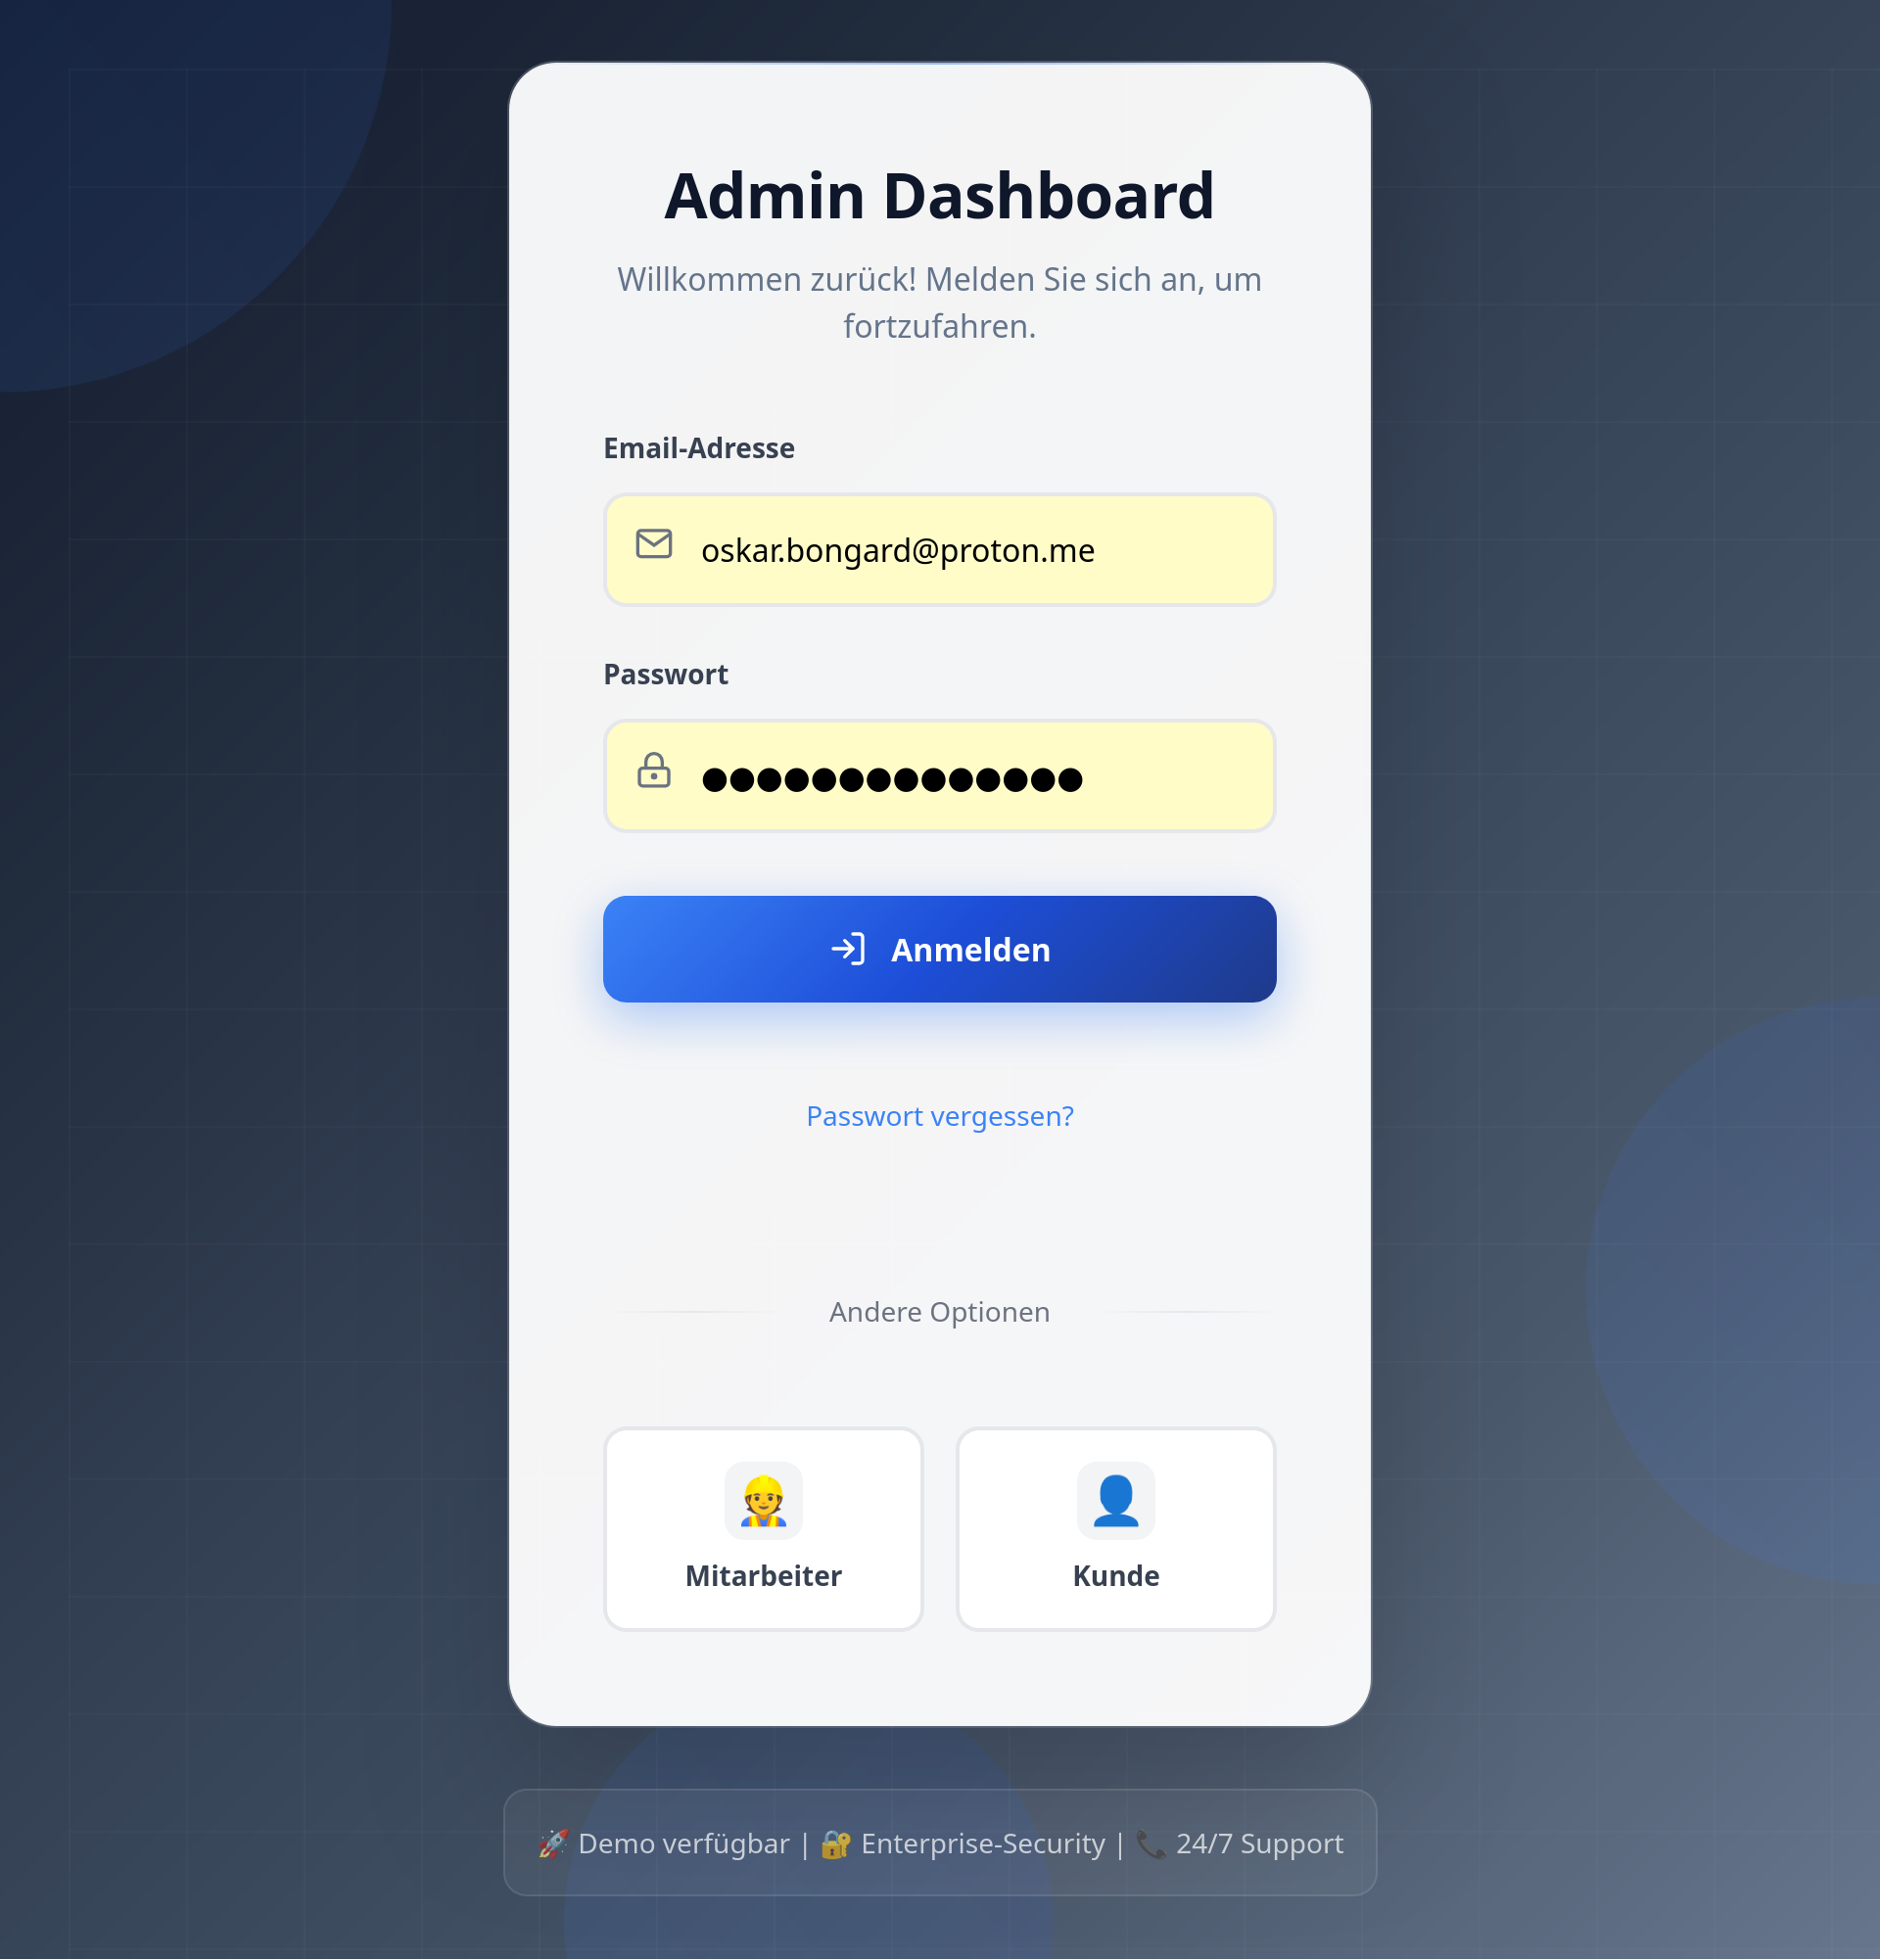 Admin Dashboard
Willkommen zurück! Melden Sie sich an, um
fortzufahren.
Email-Adresse
oskar.bongard@proton.me
Passwort
●●●●●●●●●●●●●●
Anmelden
Passwort vergessen?
Andere Optionen
Mitarbeiter
Kunde
🚀 Demo verfügbar | 🔐 Enterprise-Security | 📞 24/7 Support